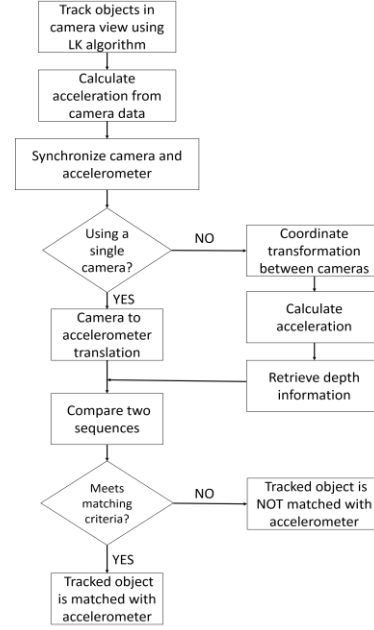 Track objects in
camera view using
LK algorithm
Calculate
acceleration from
camera data
Synchronize camera and
accelerometer
Using a
single
camera?
NO
Coordinate
transformation
between cameras
YES
Calculate
acceleration
Camera to
accelerometer
translation
Retrieve depth
information
Compare two
sequences
Meets
matching
criteria?
NO
Tracked object is
NOT matched with
accelerometer
YES
Tracked object
is matched with
accelerometer